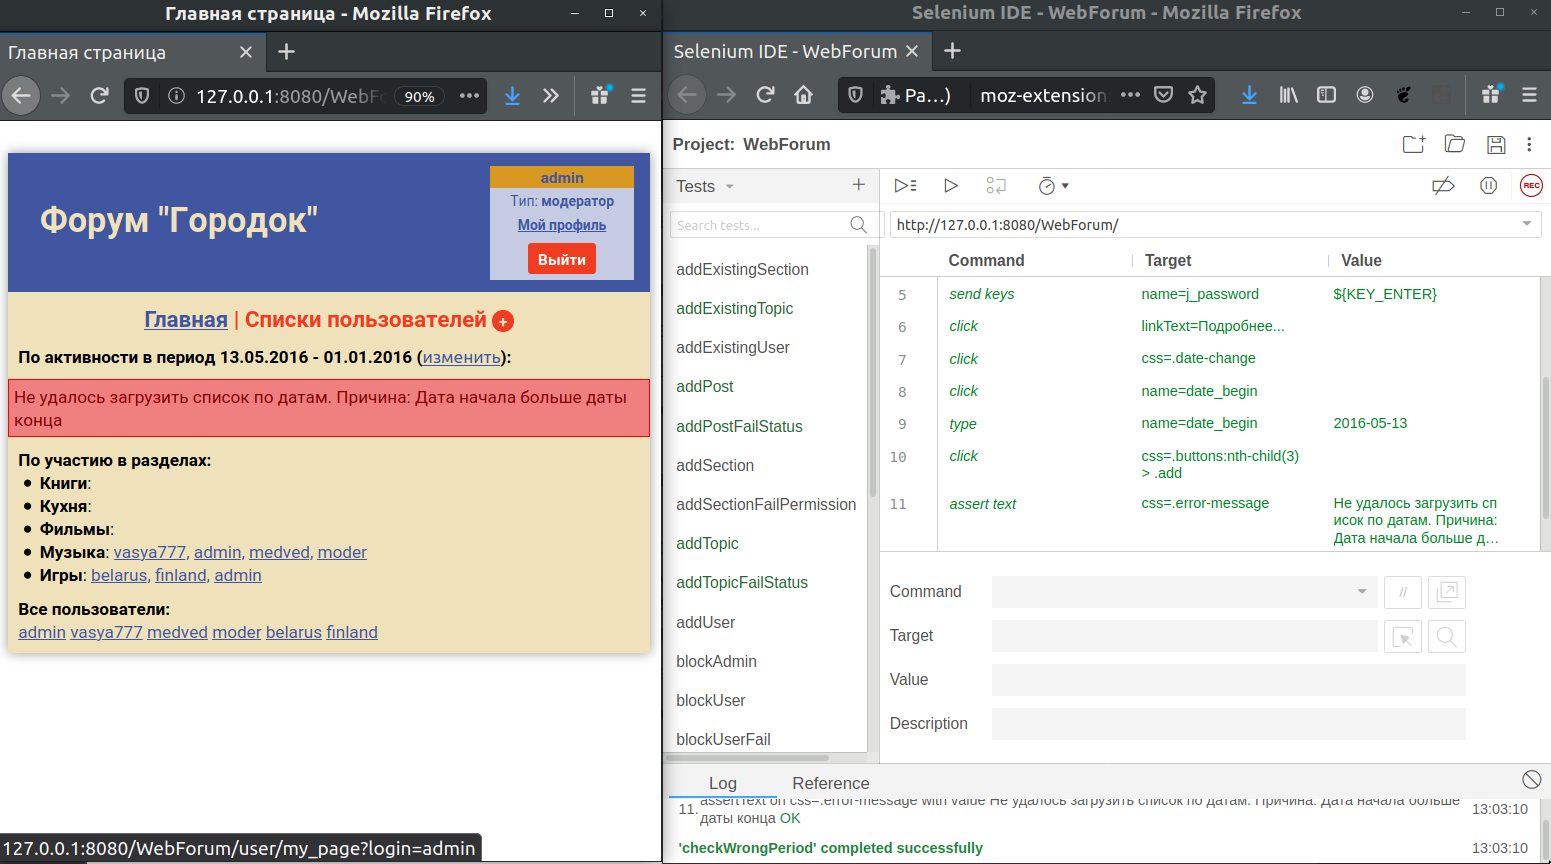 Главная страница - Mozilla Firefox
Главная страница
127.0.0.1:8080/WebFo
90%
Форум "Городок"
admin
Тип: модератор
Мой профиль
Выйти
Главная | Списки пользователей +
По активности в период 13.05.2016 - 01.01.2016 (изменить):
Не удалось загрузить список по датам. Причина: Дата начала больше даты
конца
По участию в разделах:
Книги:
Кухня:
Фильмы:
Музыка: vasya777, admin, medved, moder
Игры: belarus, finland, admin
Все пользователи:
admin vasya777 medved moder belarus finland
127.0.0.1:8080/WebForum/user/my_page?login=admin
Selenium IDE - WebForum - Mozilla Firefox
Selenium IDE - WebForum
Ра...)
moz-extension:
Project: WebForum
Tests
REC
Search tests...
http://127.0.0.1:8080/WebForum/
addExistingSection
addExistingTopic
addExistingUser
addPost
addPostFailStatus
addSection
addSectionFailPermission
addTopic
addTopicFailStatus
addUser
blockAdmin
blockUser
blockUserFail
Command Target Value
5 send keys name=j_password ${KEY_ENTER}
6 click linkText=Подробнее...
7 click css=.date-change
8 click name=date_begin
9 type name=date_begin 2016-05-13
10 click css=.buttons:nth-child(3)
> .add
11 assert text css=.error-message Не удалось загрузить сп
исок по датам. Причина:
Дата начала больше д...
Command
//
Target
Value
Description
Log Reference
11. assertText on css=.error-message with value Не удалось загрузить список по датам. Причина: Дата начала больше 13:03:10
даты конца OK
'checkWrongPeriod' completed successfully 13:03:10